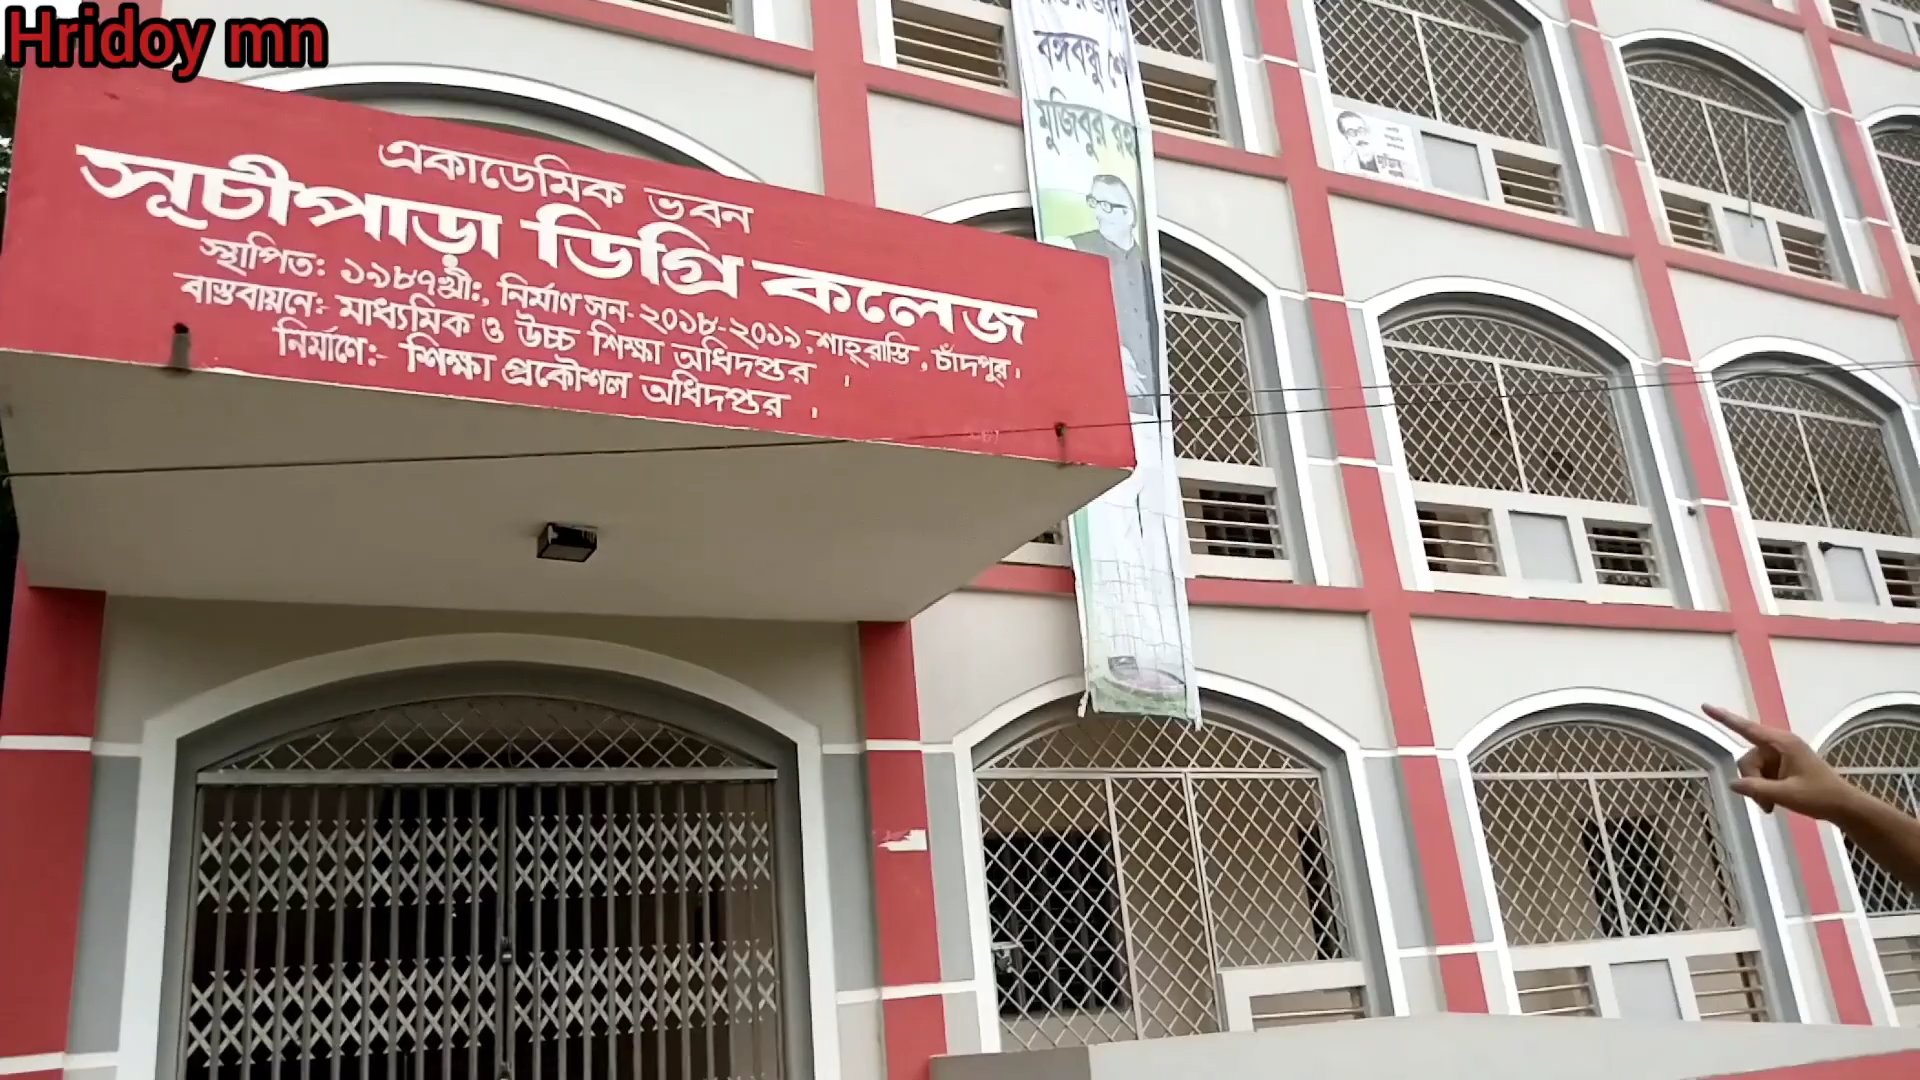 Hridoy mn
একাডেমিক ভবন
সূচীপাড়া ডিগ্রি কলেজ
স্থাপিত: ১৯৮৭খ্রী:, নির্মাণ সন- ২০১৮-২০১৯, শাহরাস্তি, চাঁদপুর।
বাস্তবায়নে:- মাধ্যমিক ও উচ্চ শিক্ষা অধিদপ্তর ।
নির্মাণে:- শিক্ষা প্রকৌশল অধিদপ্তর ।
বঙ্গবন্ধু
মুজিবুর